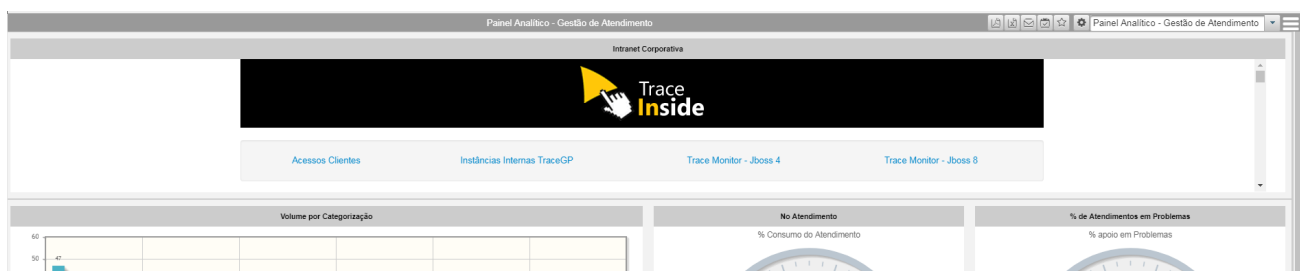 Painel Analítico - Gestão de Atendimento Painel Analítico - Gestão de Atendimento
Intranet Corporativa
Trace
Inside
Acessos Clientes Instâncias Internas TraceGP Trace Monitor - Jboss 4 Trace Monitor - Jboss 8
Volume por Categorização No Atendimento % de Atendimentos em Problemas
60 % Consumo do Atendimento % apoio em Problemas
50 47